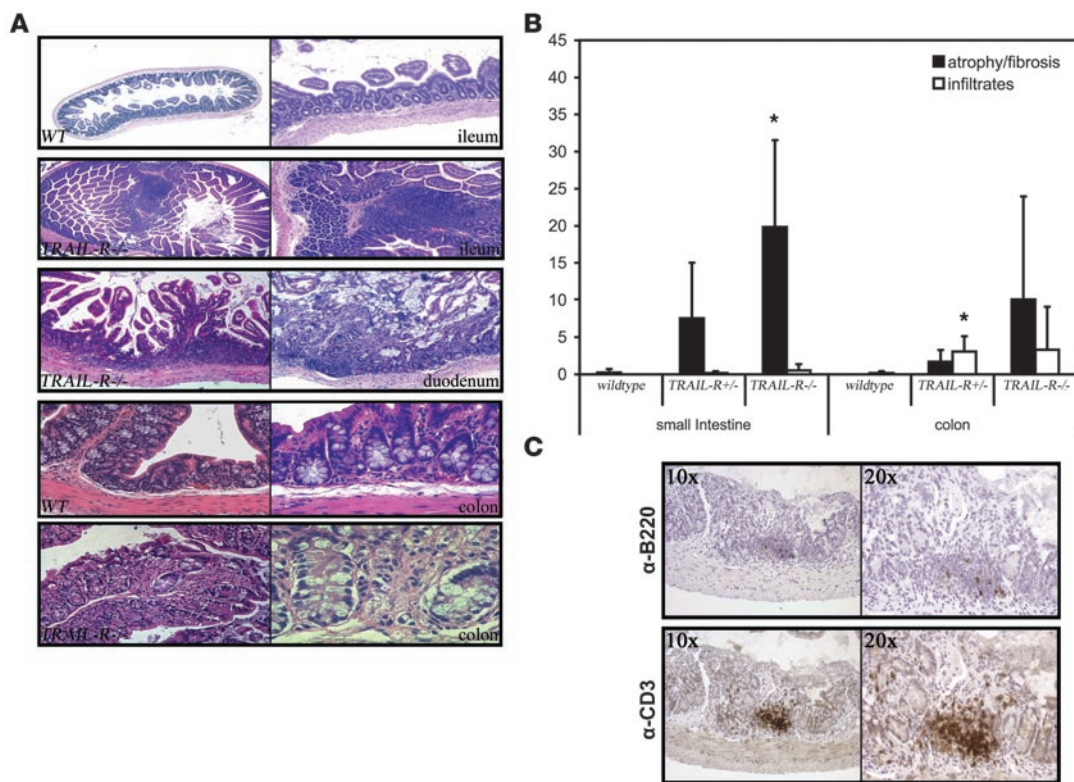 A
WT
ileum
TRAIL-R-/-
ileum
TRAIL-R-/-
duodenum
WT
colon
TRAIL-R-/-
colon
B
45
40
35
30
25
20
15
10
5
0
atrophy/fibrosis
infiltrates
*
*
wildtype
TRAIL-R+/-
TRAIL-R-/-
wildtype
TRAIL-R+/-
TRAIL-R-/-
small Intestine
colon
C
10x
20x
α-B220
10x
20x
α-CD3